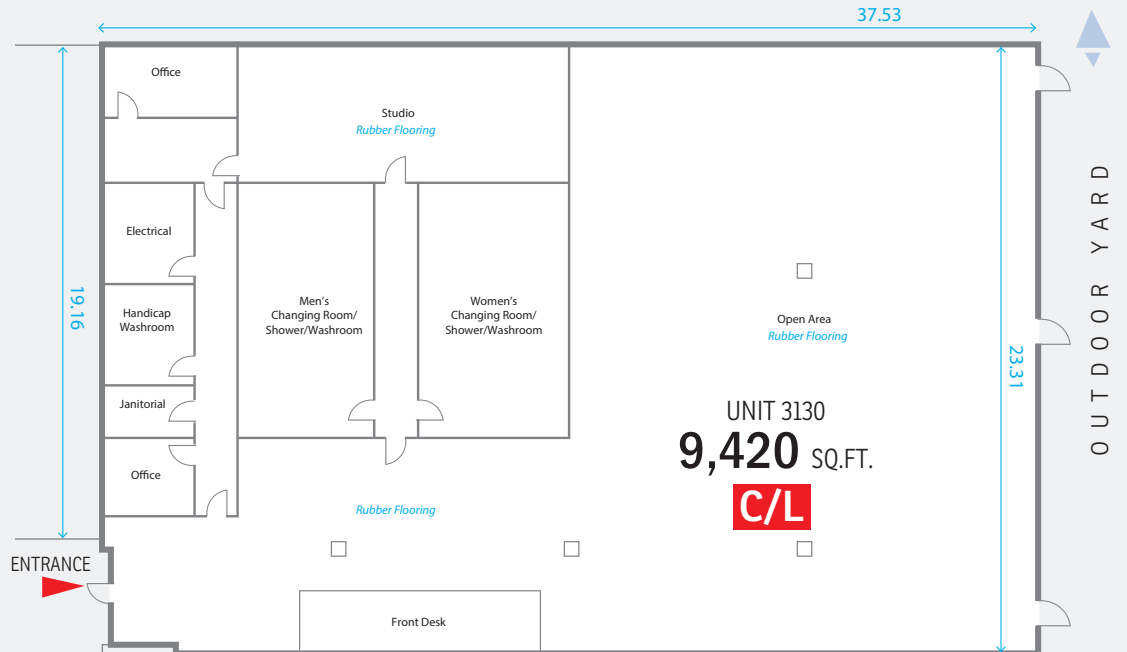 37.53
Office
Studio
Rubber Flooring
OUTDOOR YARD
Electrical
19.16
Handicap
Washroom
Men's
Changing Room/
Shower/Washroom
Women's
Changing Room/
Shower/Washroom
Open Area
Rubber Flooring
23.31
Janitorial
UNIT 3130
9,420 SQ.FT.
C/L
Office
Rubber Flooring
ENTRANCE
Front Desk